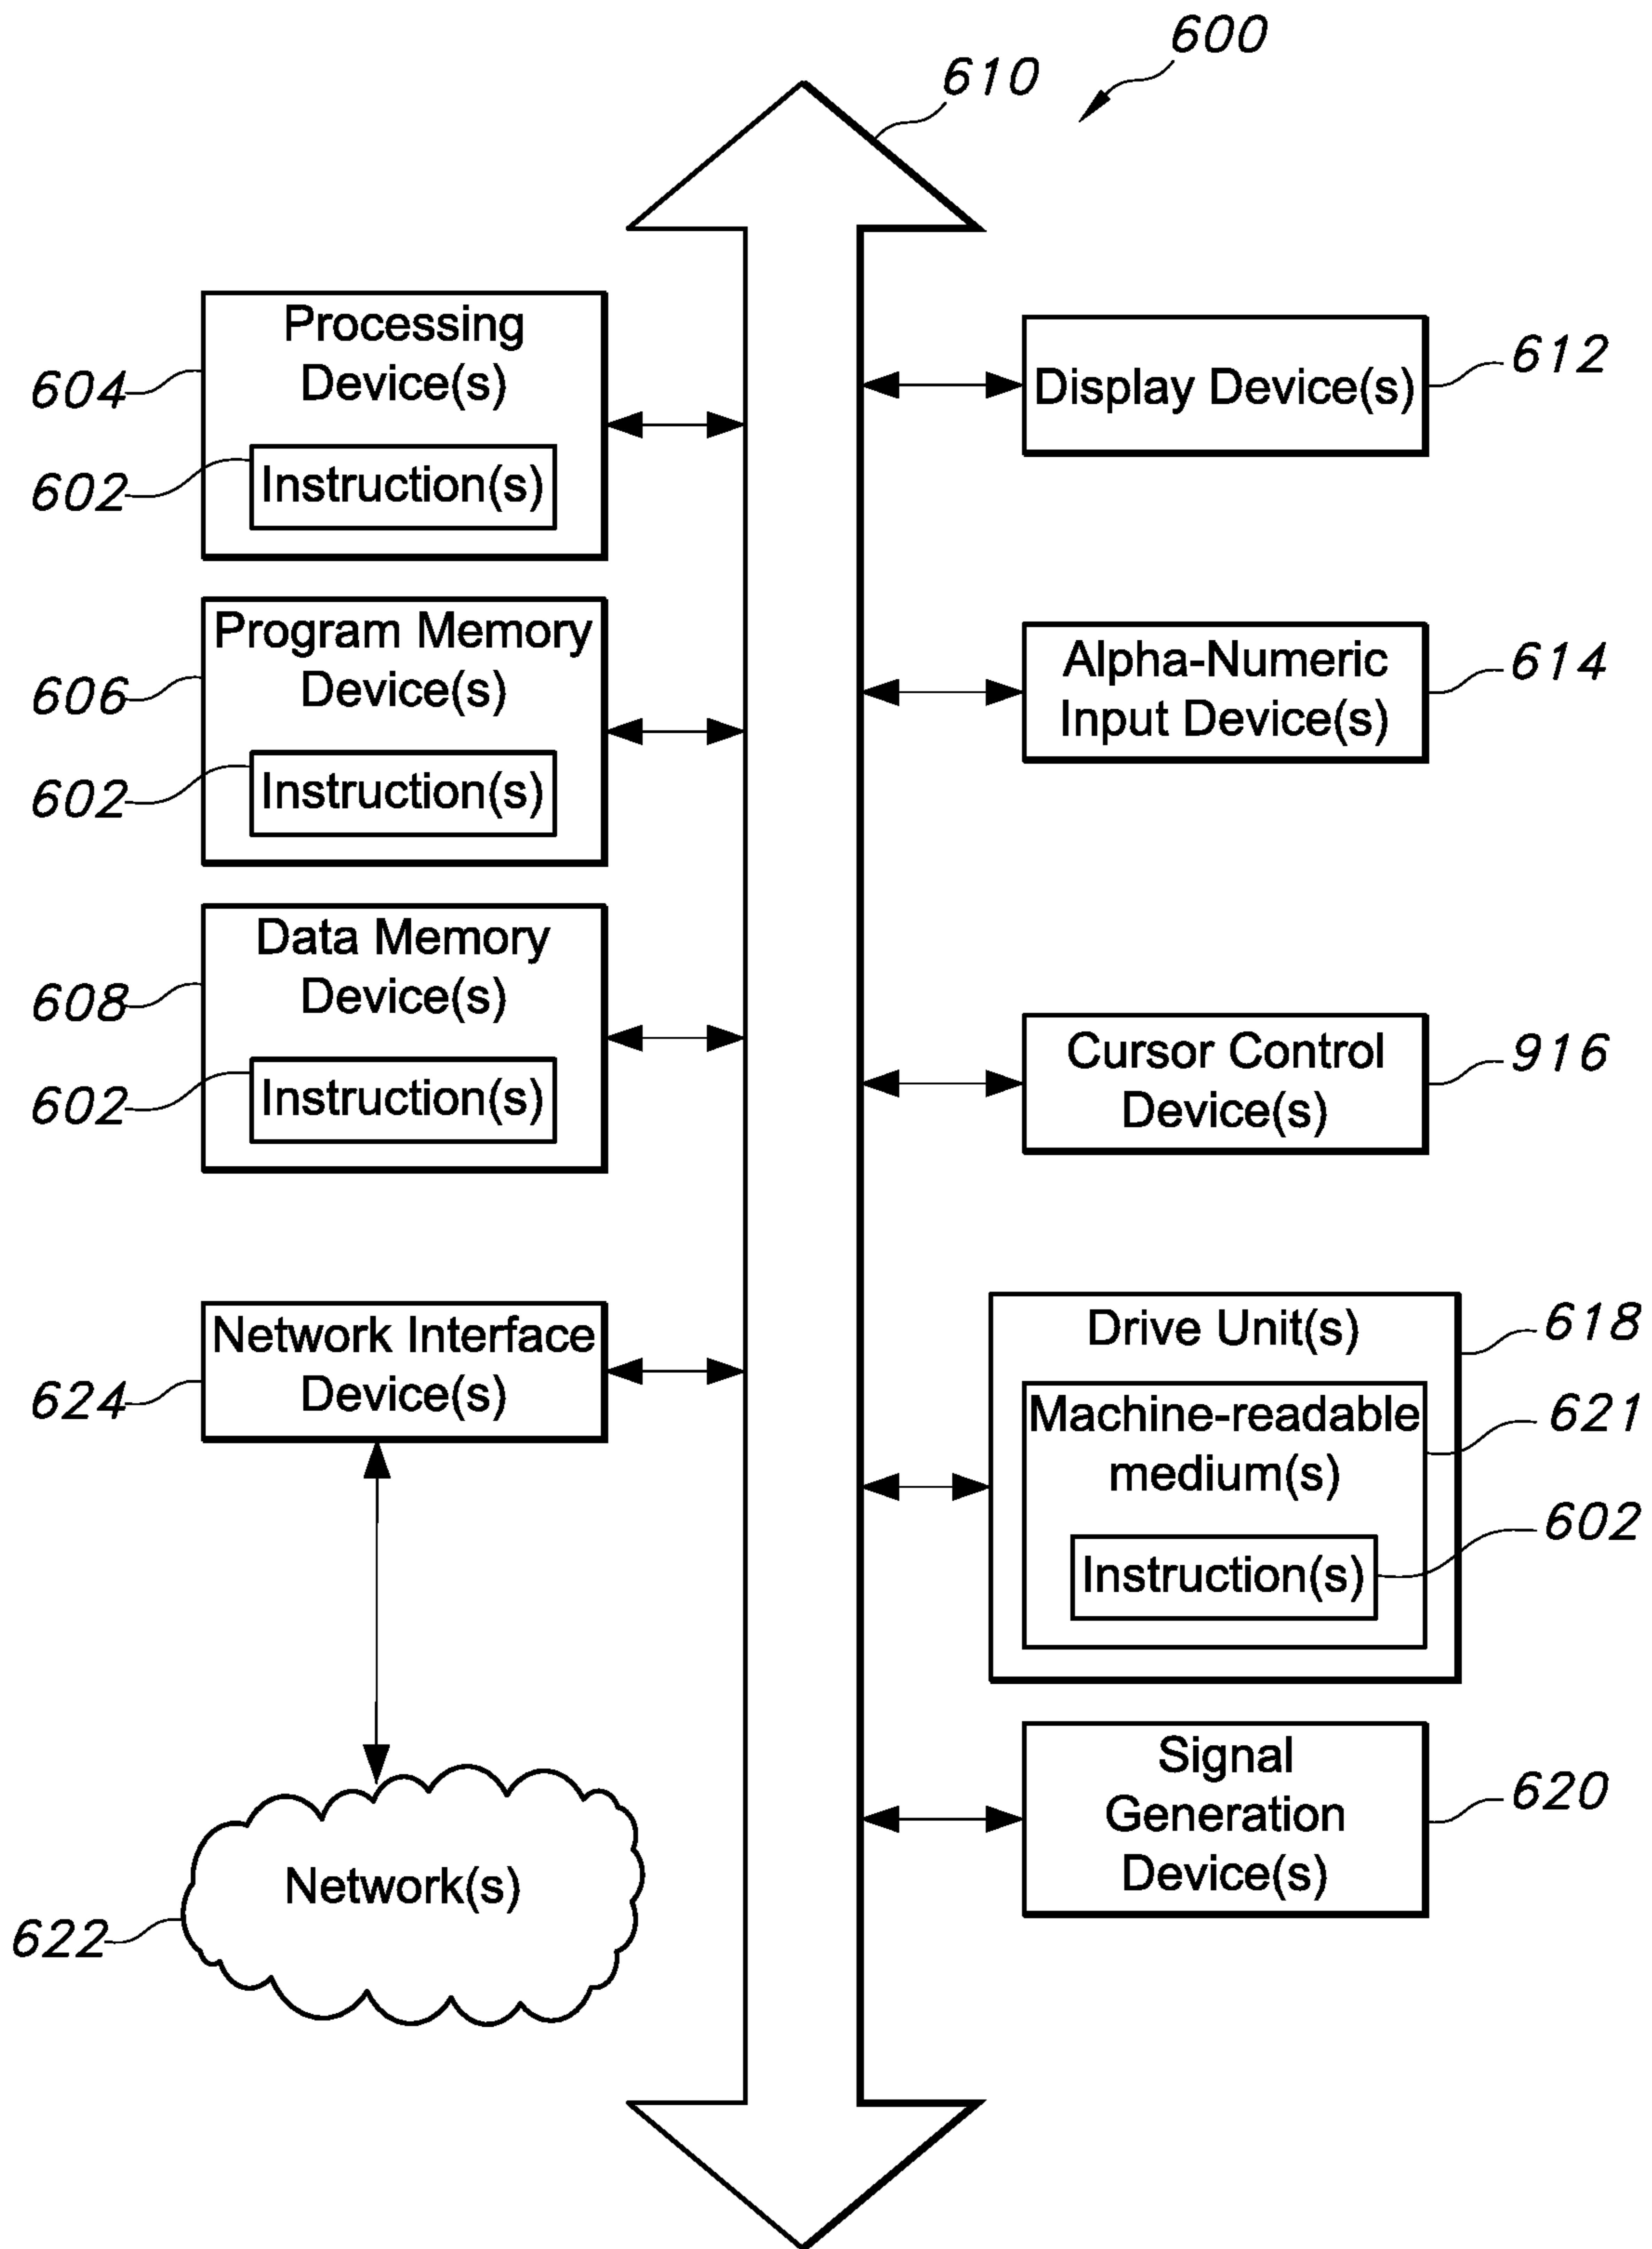 600
610
Processing
Device(s)
604
Instruction(s)
602
Program Memory
Device(s)
606
Instruction(s)
602
Data Memory
Device(s)
608
Instruction(s)
602
Network Interface
Device(s)
624
Network(s)
622
Display Device(s)
612
Alpha-Numeric
Input Device(s)
614
Cursor Control
Device(s)
916
Drive Unit(s)
618
Machine-readable
medium(s)
621
Instruction(s)
602
Signal
Generation
Device(s)
620